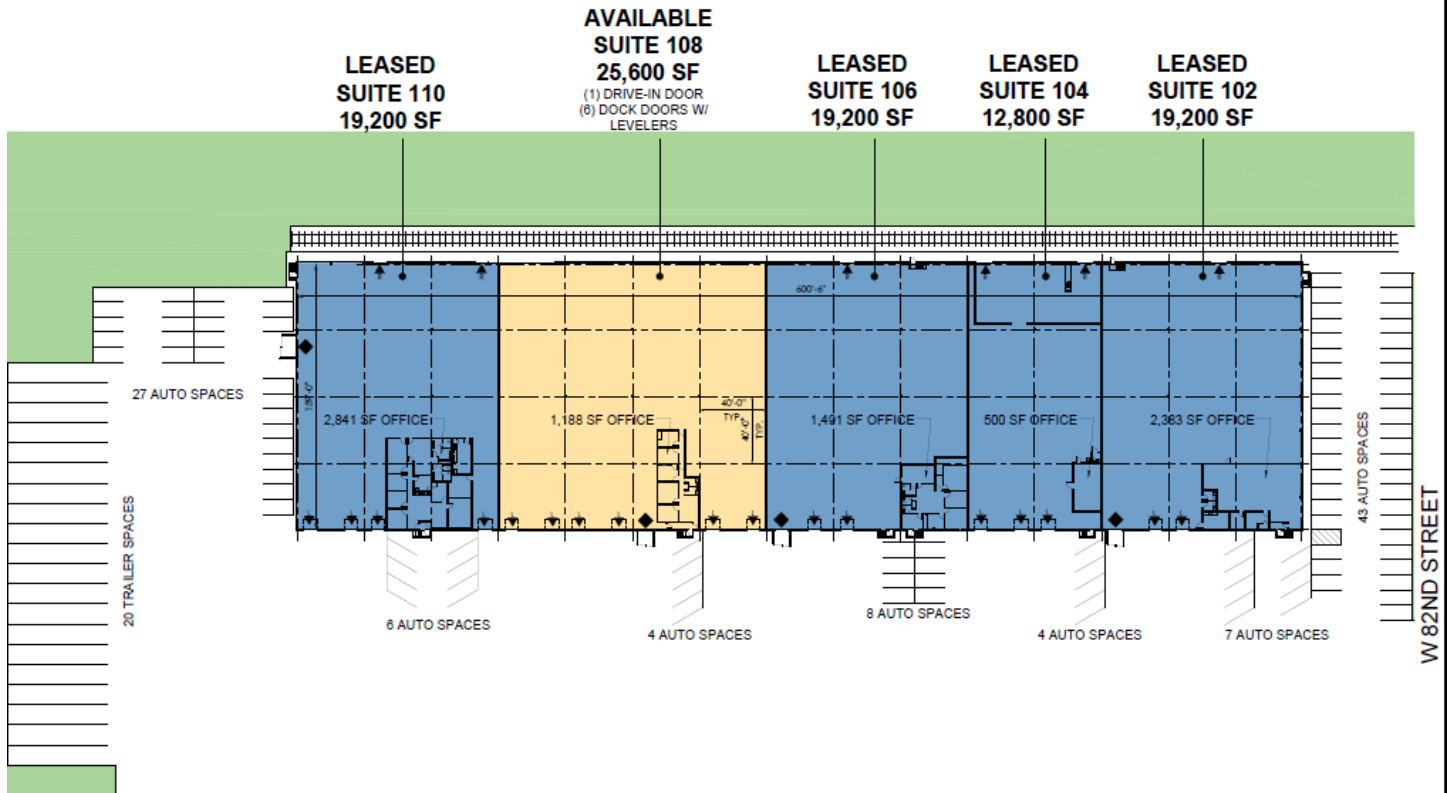 AVAILABLE
SUITE 108
25,600 SF
(1) DRIVE-IN DOOR
(6) DOCK DOORS W/
LEVELERS
LEASED
SUITE 110
19,200 SF
LEASED
SUITE 106
19,200 SF
LEASED
SUITE 104
12,800 SF
LEASED
SUITE 102
19,200 SF
600'-6"
27 AUTO SPACES
2,841 SF OFFICE
1,188 SF OFFICE
40'-0"
TYP.
40'-0"
TYP.
1,491 SF OFFICE
500 SF OFFICE
2,383 SF OFFICE
43 AUTO SPACES
20 TRAILER SPACES
W 82ND STREET
6 AUTO SPACES
4 AUTO SPACES
8 AUTO SPACES
4 AUTO SPACES
7 AUTO SPACES